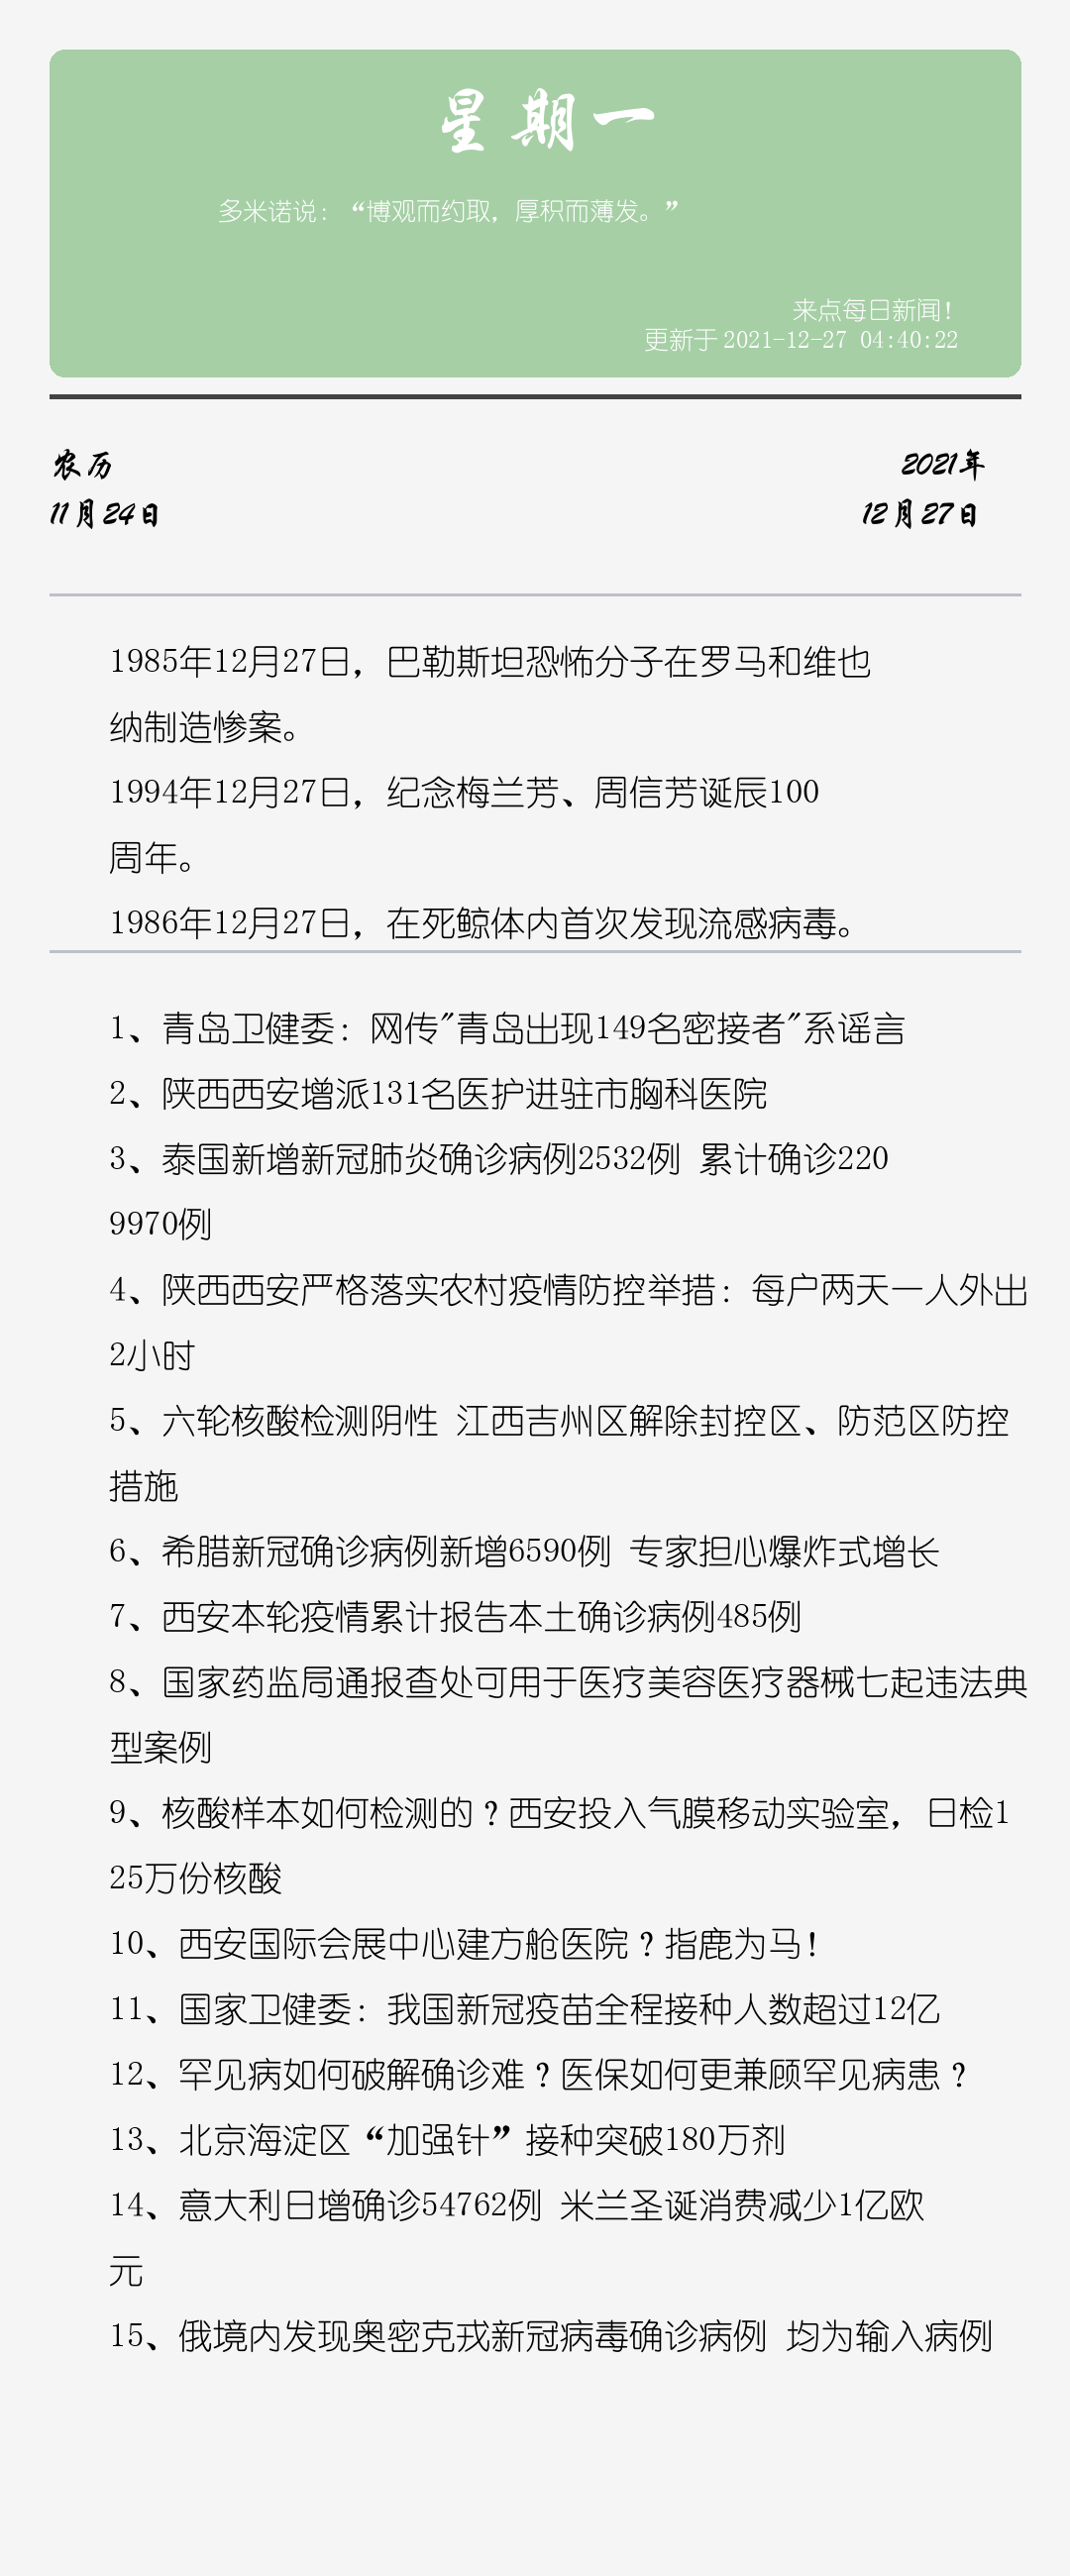 星期一
多米诺说：“博观而约取，厚积而薄发。”
来点每日新闻！
更新于 2021-12-27 04:40:22
农历
2021年
11月24日
12月27日
1985年12月27日，巴勒斯坦恐怖分子在罗马和维也
纳制造惨案。
1994年12月27日，纪念梅兰芳、周信芳诞辰100
周年。
1986年12月27日，在死鲸体内首次发现流感病毒。
1、青岛卫健委：网传"青岛出现149名密接者"系谣言
2、陕西西安增派131名医护进驻市胸科医院
3、泰国新增新冠肺炎确诊病例2532例 累计确诊220
9970例
4、陕西西安严格落实农村疫情防控举措：每户两天一人外出
2小时
5、六轮核酸检测阴性 江西吉州区解除封控区、防范区防控
措施
6、希腊新冠确诊病例新增6590例 专家担心爆炸式增长
7、西安本轮疫情累计报告本土确诊病例485例
8、国家药监局通报查处可用于医疗美容医疗器械七起违法典
型案例
9、核酸样本如何检测的？西安投入气膜移动实验室，日检1
25万份核酸
10、西安国际会展中心建方舱医院？指鹿为马！
11、国家卫健委：我国新冠疫苗全程接种人数超过12亿
12、罕见病如何破解确诊难？医保如何更兼顾罕见病患？
13、北京海淀区“加强针”接种突破180万剂
14、意大利日增确诊54762例 米兰圣诞消费减少1亿欧
元
15、俄境内发现奥密克戎新冠病毒确诊病例 均为输入病例